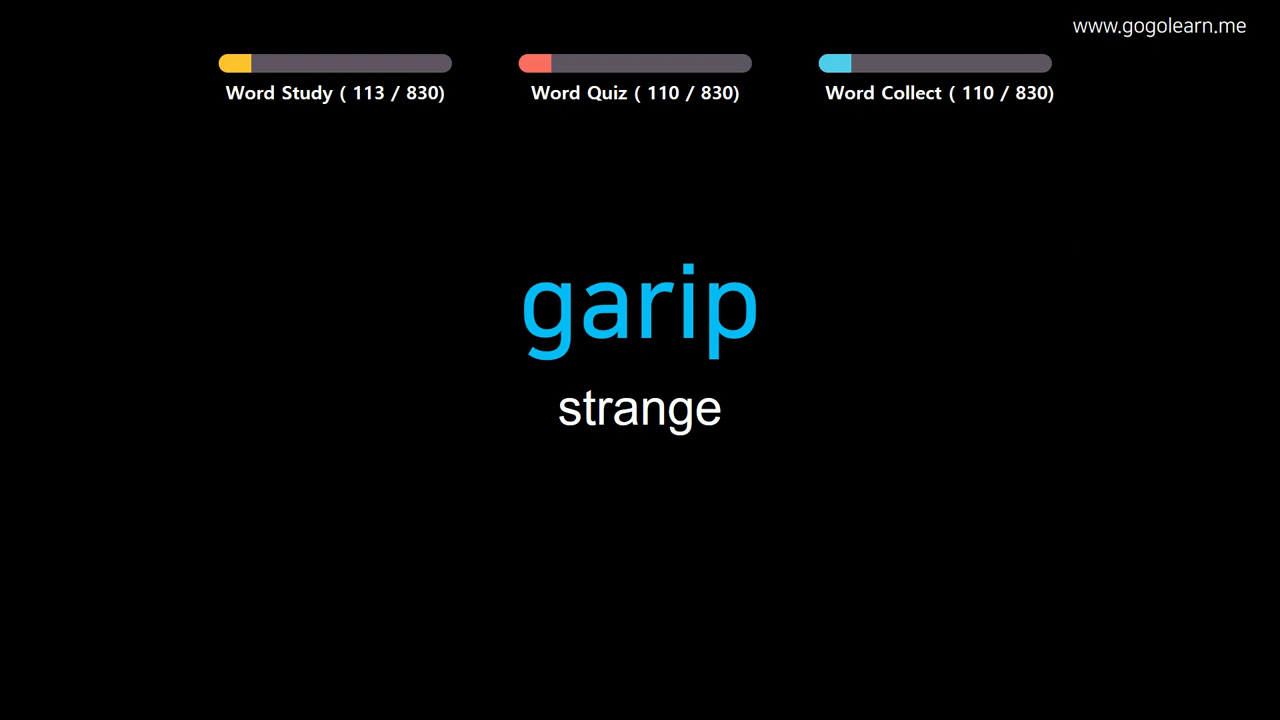 www.gogolearn.me
Word Study ( 113 / 830)
Word Quiz ( 110 / 830)
Word Collect ( 110 / 830)
garip
strange